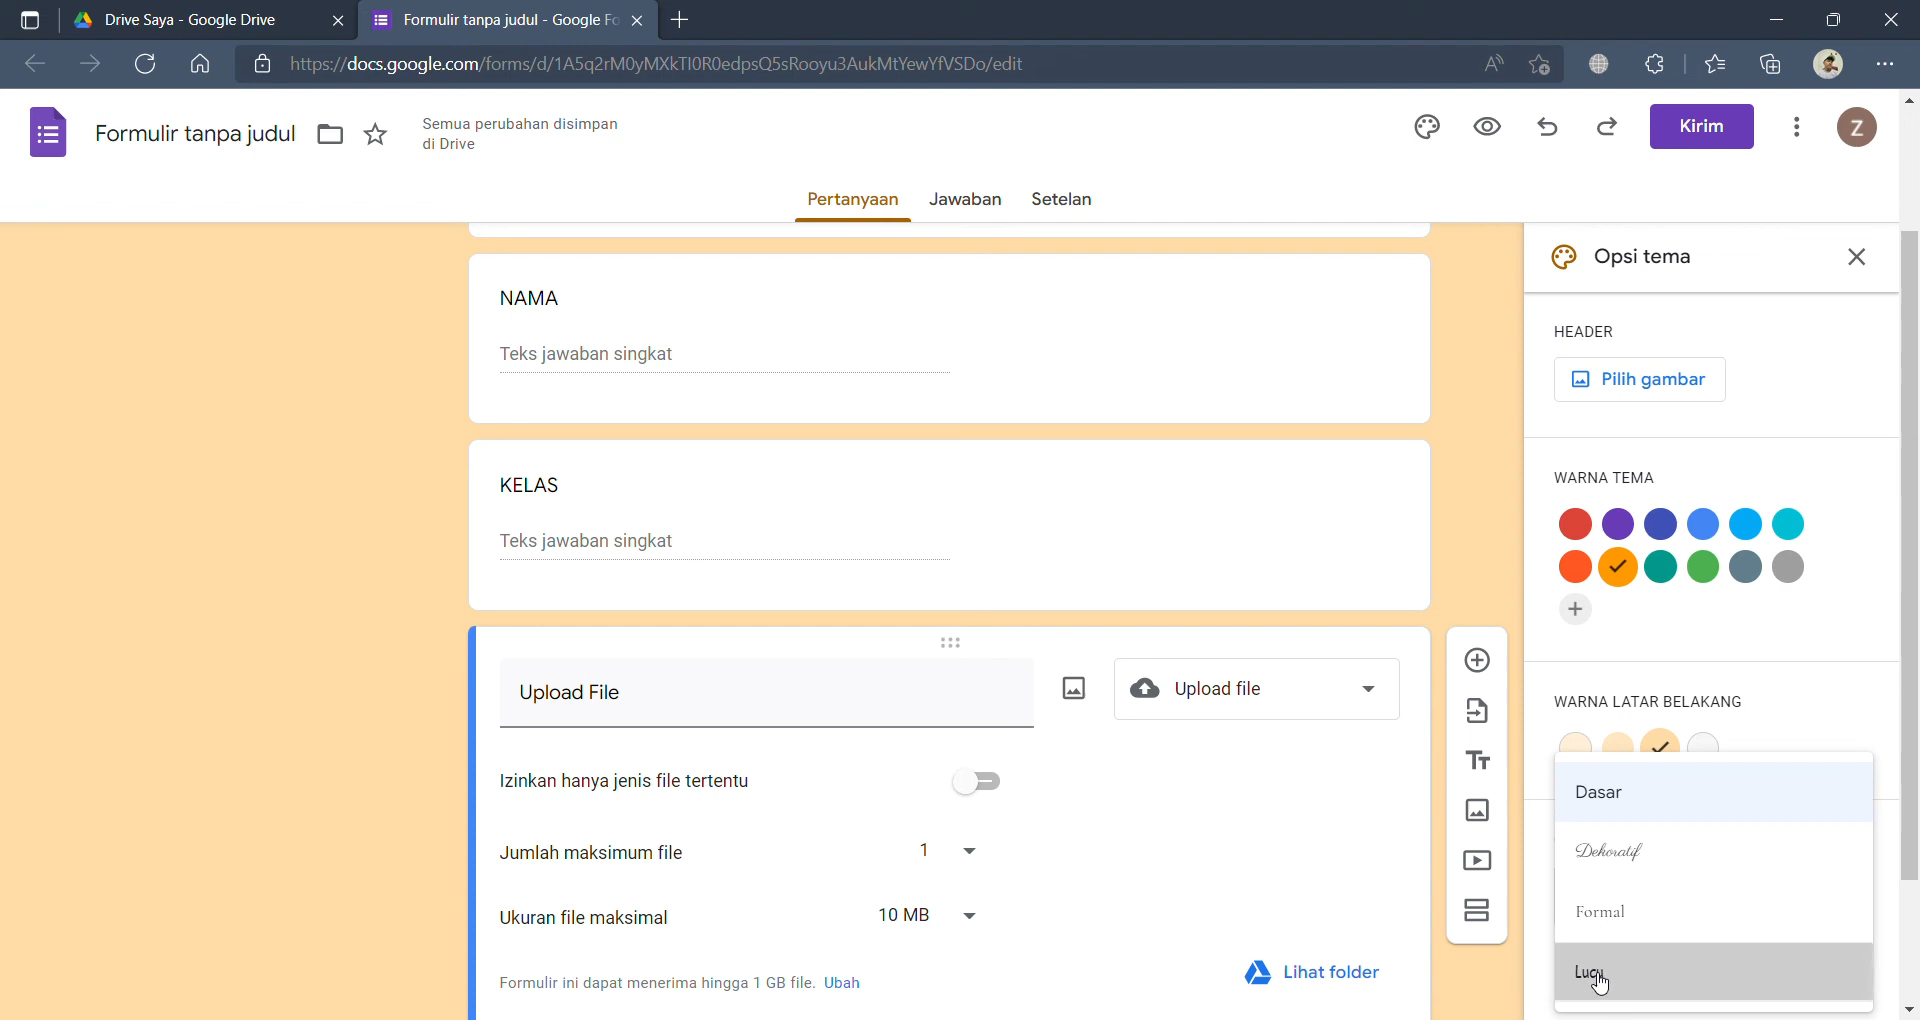 Drive Saya - Google Drive
Formulir tanpa judul - Google Fo
https://docs.google.com/forms/d/1A5q2rM0yMXkTI0R0edpsQ5sRooyu3AukMtYewYfVSDo/edit
Formulir tanpa judul
Semua perubahan disimpan
di Drive
Kirim
Z
Pertanyaan Jawaban Setelan
Opsi tema
HEADER
Pilih gambar
WARNA TEMA
WARNA LATAR BELAKANG
Dasar
Dekoratif
Formal
Lucu
NAMA
Teks jawaban singkat
KELAS
Teks jawaban singkat
Upload File
Upload file
Izinkan hanya jenis file tertentu
Jumlah maksimum file 1
Ukuran file maksimal 10 MB
Formulir ini dapat menerima hingga 1 GB file. Ubah
Lihat folder